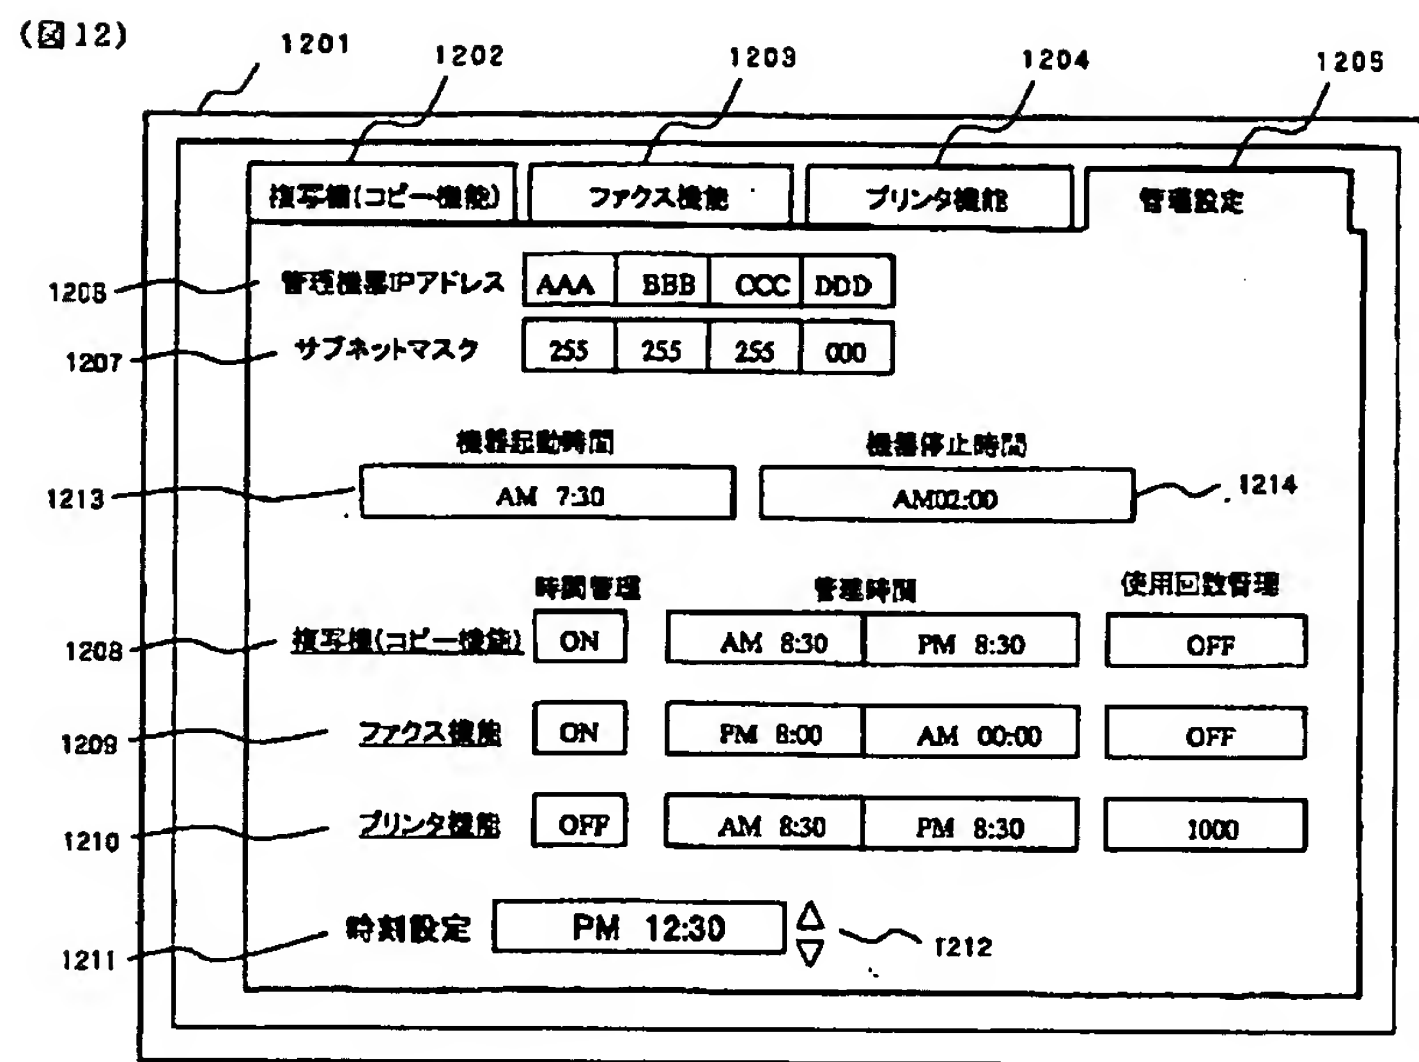 (図12)
1201
1202
1203
1204
1205
複写機(コピー機能)
ファクス機能
プリンタ機能
管理設定
1206
管理機器IPアドレス
AAA BBB CCC DDD
1207
サブネットマスク
255 255 255 000
機器起動時間 機器停止時間
1213
AM 7:30
AM02:00
1214
時間管理 管理時間 使用回数管理
1208
複写機(コピー機能)
ON
AM 8:30 PM 8:30
OFF
1209
ファクス機能
ON
PM 8:00 AM 00:00
OFF
1210
プリンタ機能
OFF
AM 8:30 PM 8:30
1000
1211
時刻設定
PM 12:30
△
▽
1212